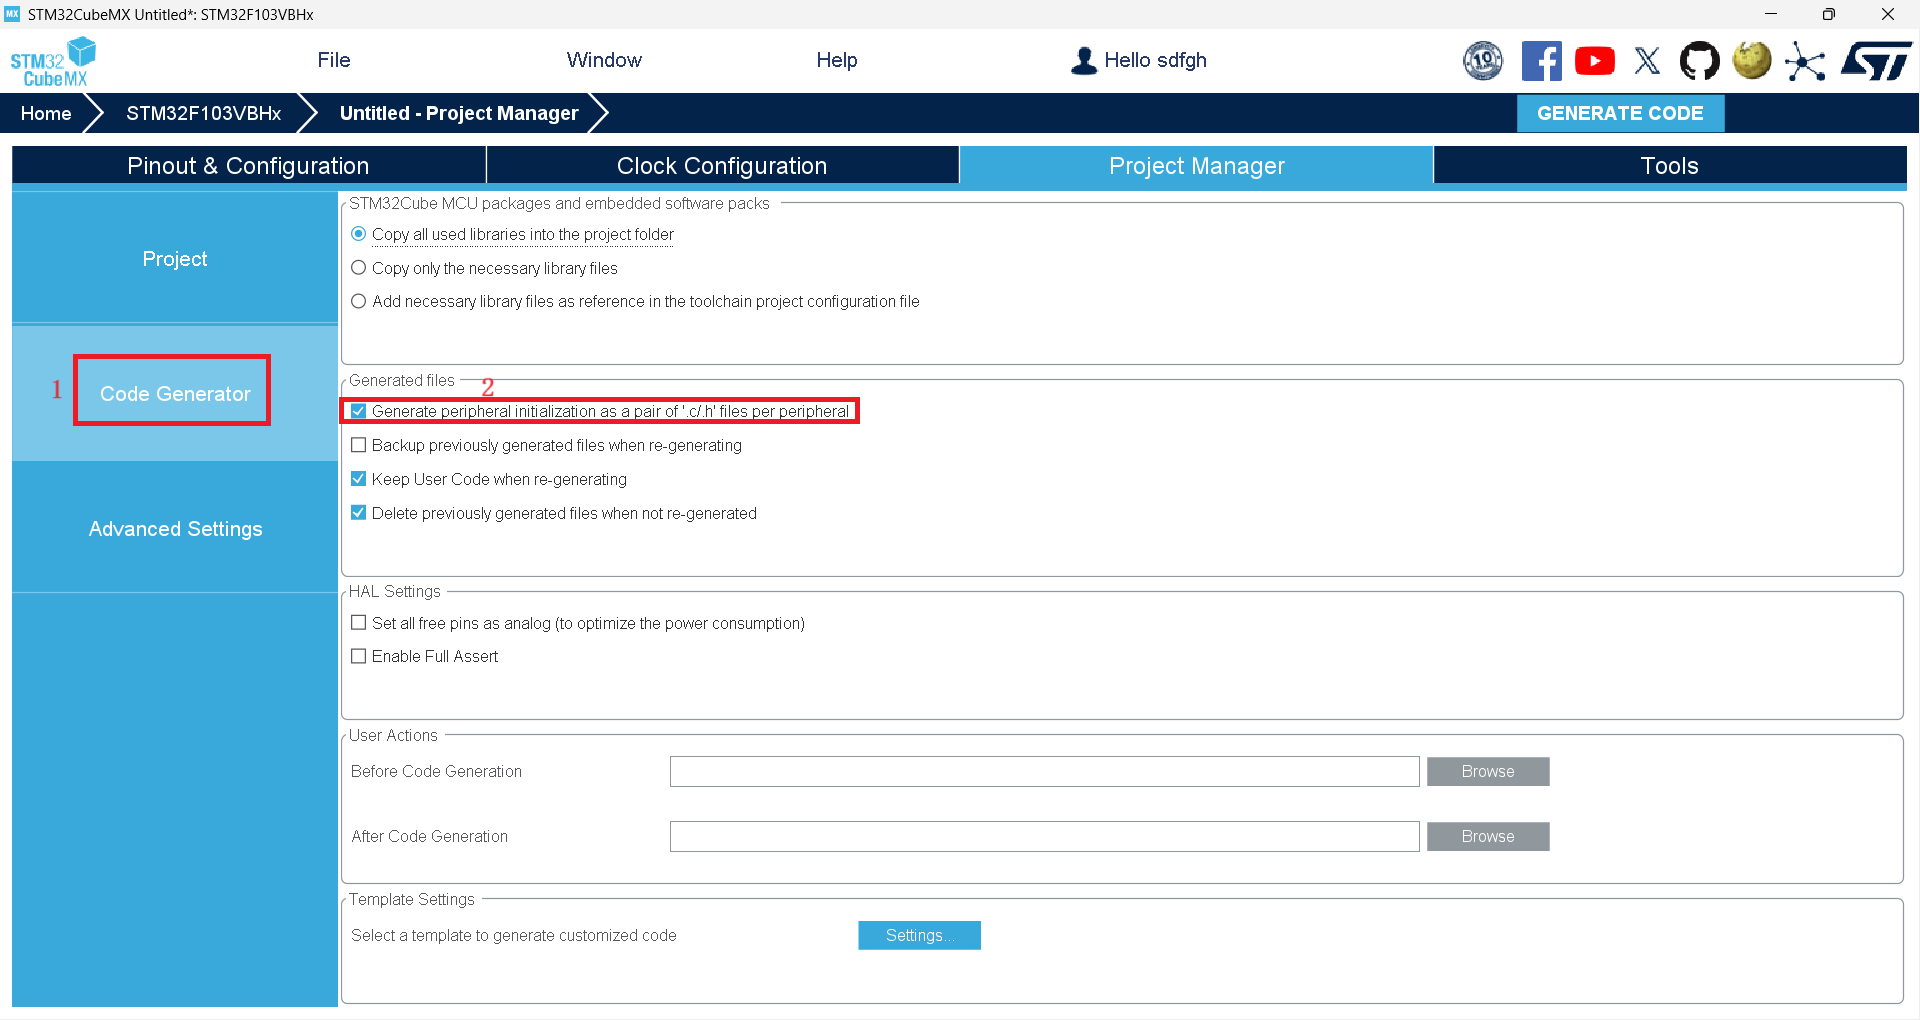 MX STM32CubeMX Untitled*: STM32F103VBHx
STM32 CubeMX
File Window Help Hello sdfgh
10 YEARS
Home STM32F103VBHx Untitled - Project Manager GENERATE CODE
Pinout & Configuration Clock Configuration Project Manager Tools
Project
1 Code Generator
Advanced Settings
STM32Cube MCU packages and embedded software packs
Copy all used libraries into the project folder
Copy only the necessary library files
Add necessary library files as reference in the toolchain project configuration file
Generated files 2
Generate peripheral initialization as a pair of '.c/.h' files per peripheral
Backup previously generated files when re-generating
Keep User Code when re-generating
Delete previously generated files when not re-generated
HAL Settings
Set all free pins as analog (to optimize the power consumption)
Enable Full Assert
User Actions
Before Code Generation Browse
After Code Generation Browse
Template Settings
Select a template to generate customized code Settings...